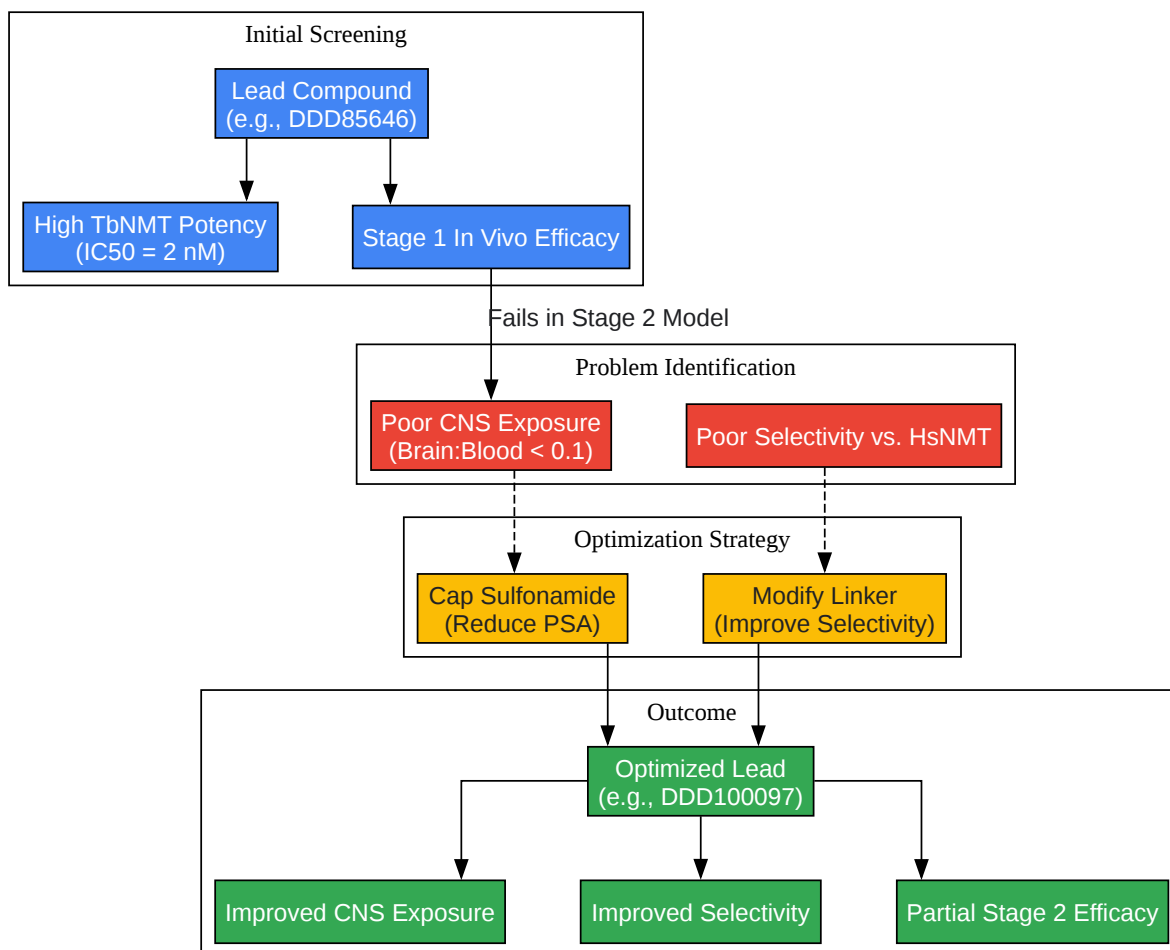 Initial Screening
Lead Compound
(e.g., DDD85646)
High TbNMT Potency
(IC50 = 2 nM)
Stage 1 In Vivo Efficacy
Fails in Stage 2 Model
Problem Identification
Poor CNS Exposure
(Brain:Blood < 0.1)
Poor Selectivity vs. HsNMT
Optimization Strategy
Cap Sulfonamide
(Reduce PSA)
Modify Linker
(Improve Selectivity)
Outcome
Optimized Lead
(e.g., DDD100097)
Improved CNS Exposure
Improved Selectivity
Partial Stage 2 Efficacy